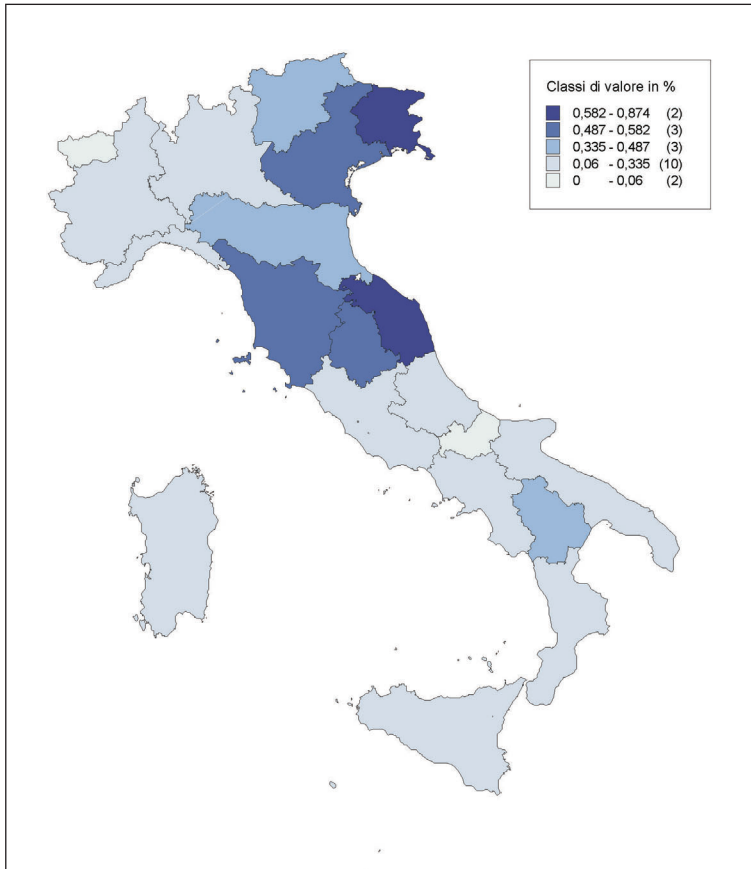 Classi di valore in %
0,582 - 0,874 (2)
0,487 - 0,582 (3)
0,335 - 0,487 (3)
0,06 - 0,335 (10)
0 - 0,06 (2)